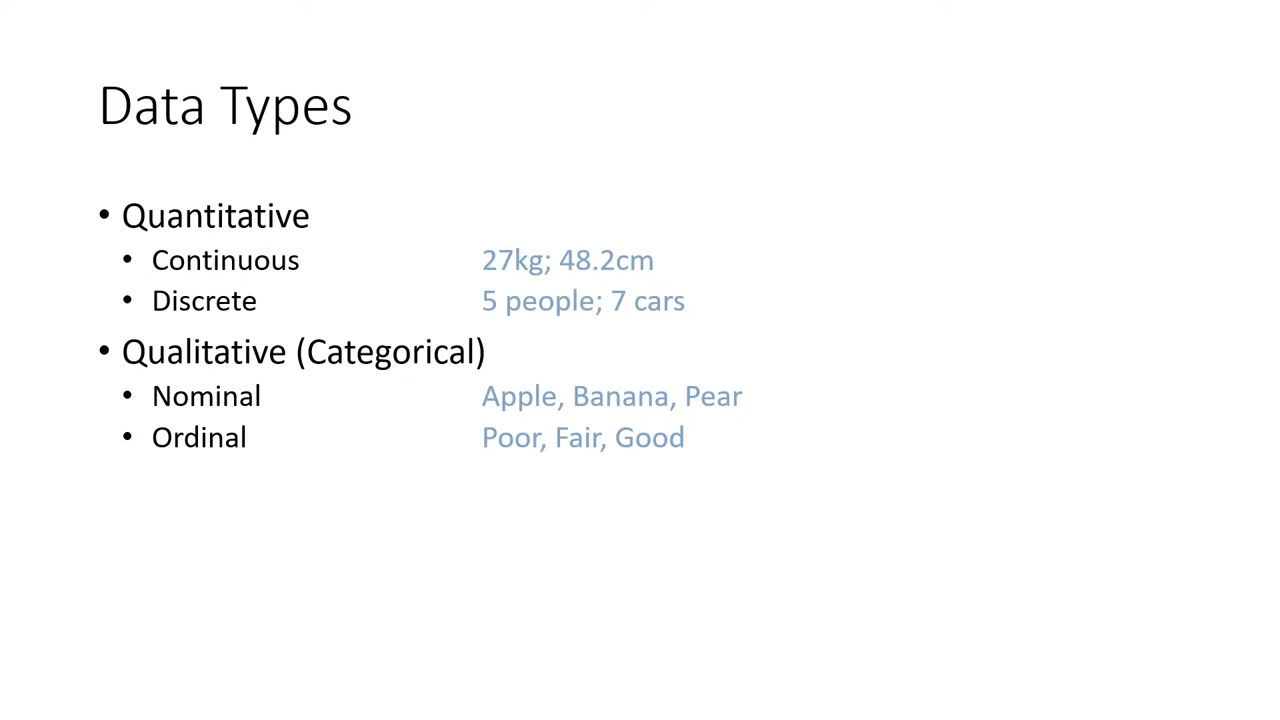 Data Types
• Quantitative
• Continuous 27kg; 48.2cm
• Discrete 5 people; 7 cars
• Qualitative (Categorical)
• Nominal Apple, Banana, Pear
• Ordinal Poor, Fair, Good